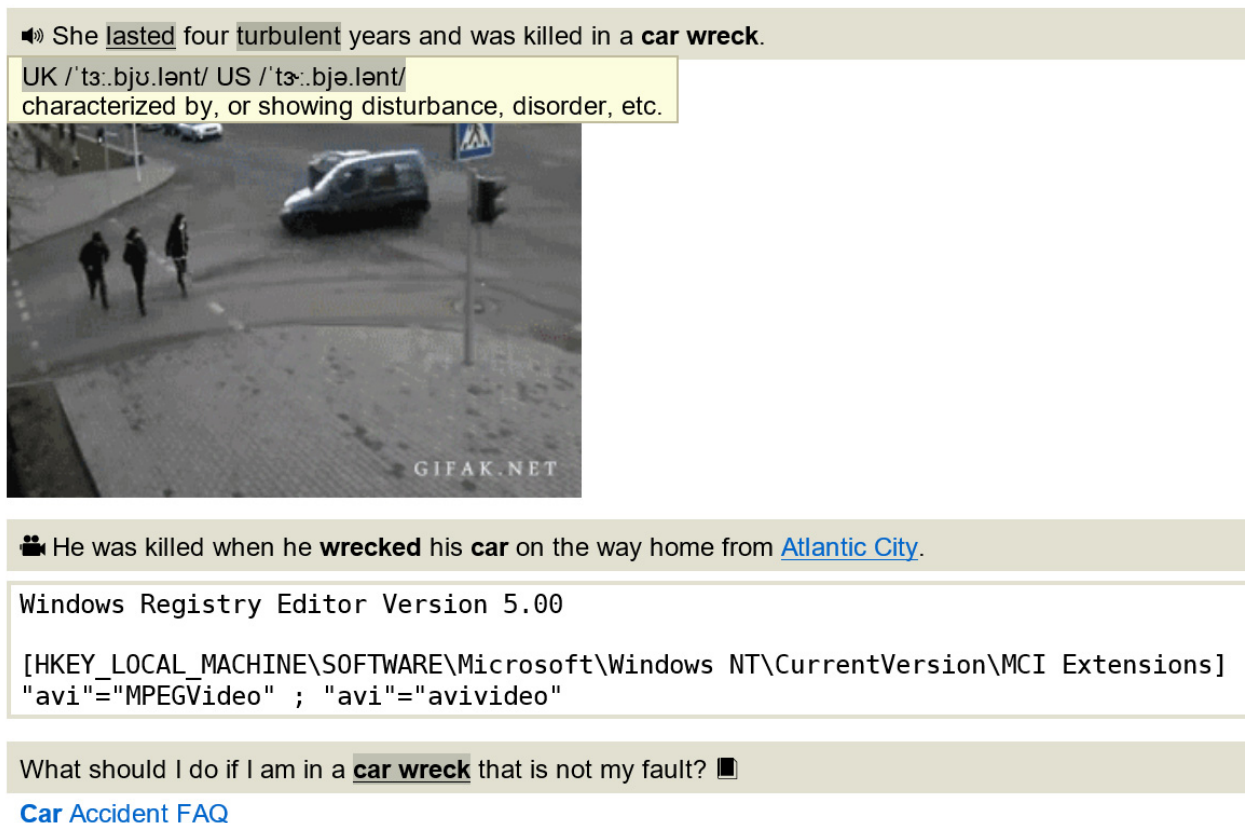 She lasted four turbulent years and was killed in a car wreck.
UK /ˈtɜː.bjʊ.lənt/ US /ˈtɝː.bjə.lənt/
characterized by, or showing disturbance, disorder, etc.
GIFAK.NET
He was killed when he wrecked his car on the way home from Atlantic City.
Windows Registry Editor Version 5.00
[HKEY_LOCAL_MACHINE\SOFTWARE\Microsoft\Windows NT\CurrentVersion\MCI Extensions]
"avi"="MPEGVideo" ; "avi"="avivideo"
What should I do if I am in a car wreck that is not my fault?
Car Accident FAQ